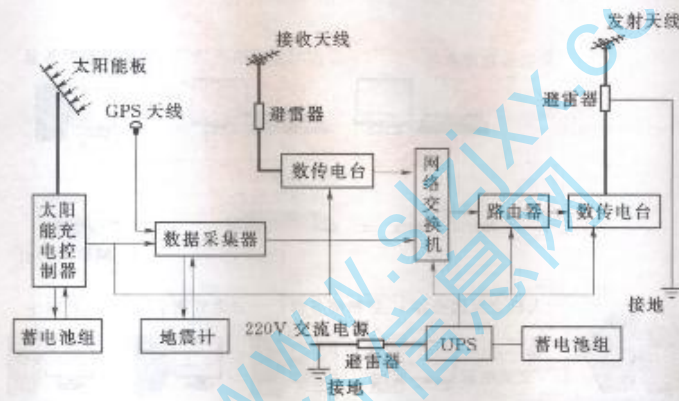 发射天线
接收天线
太阳能板
避雷器
GPS 天线
避雷器
数传电台
网络交换机
太阳能充电控制器
数据采集器
路由器
数传电台
接地
220V 交流电源
蓄电池组
地震计
避雷器
UPS
蓄电池组
接地